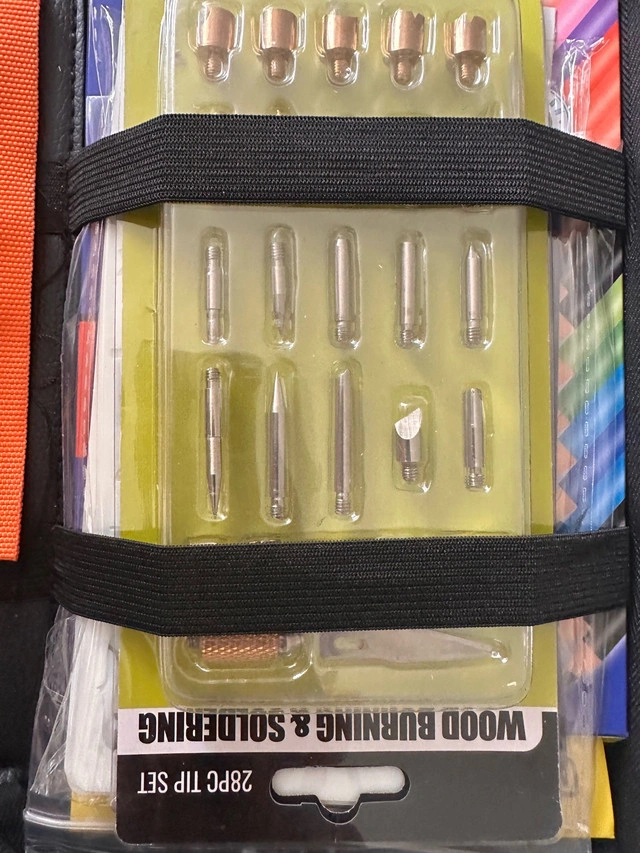 WOOD BURNING & SOLDERING
28PC TIP SET